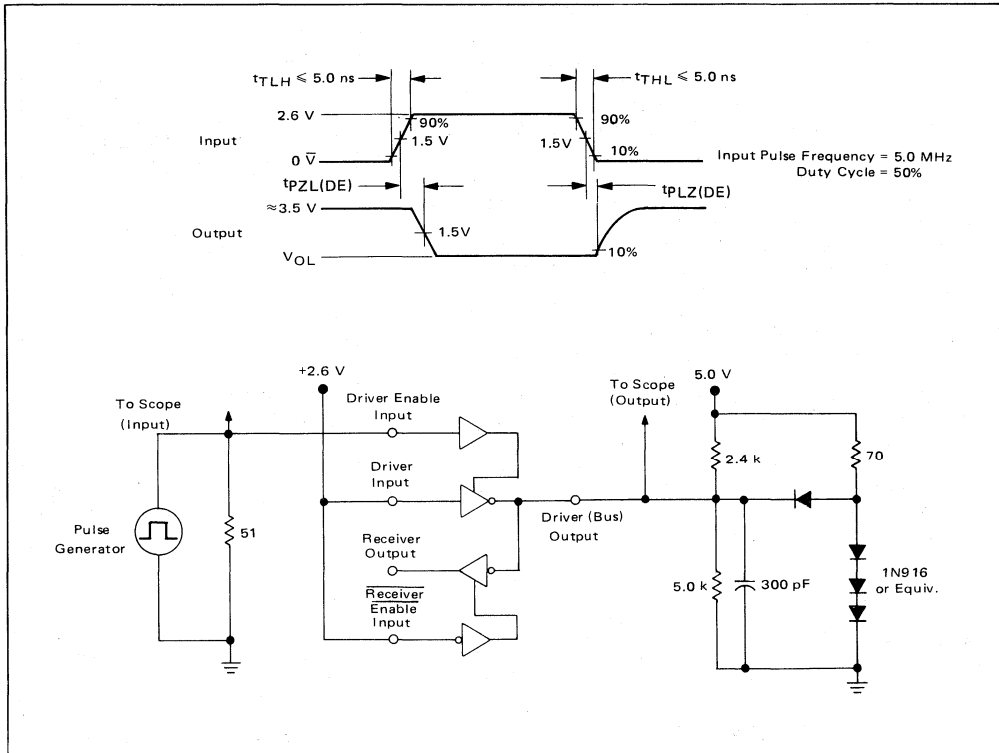 tTLH ≤ 5.0 ns
tTHL ≤ 5.0 ns
2.6 V
90%
90%
Input
1.5 V
1.5V
0 V
10%
Input Pulse Frequency = 5.0 MHz
Duty Cycle = 50%
tPZL(DE)
tPLZ(DE)
≈3.5 V
Output
1.5V
VOL
10%
+2.6 V
5.0 V
To Scope
(Input)
Driver Enable
Input
To Scope
(Output)
2.4 k
70
Driver
Input
Pulse
Generator
51
Driver (Bus)
Output
Receiver
Output
Receiver
Enable
Input
5.0 k
300 pF
1N916
or Equiv.